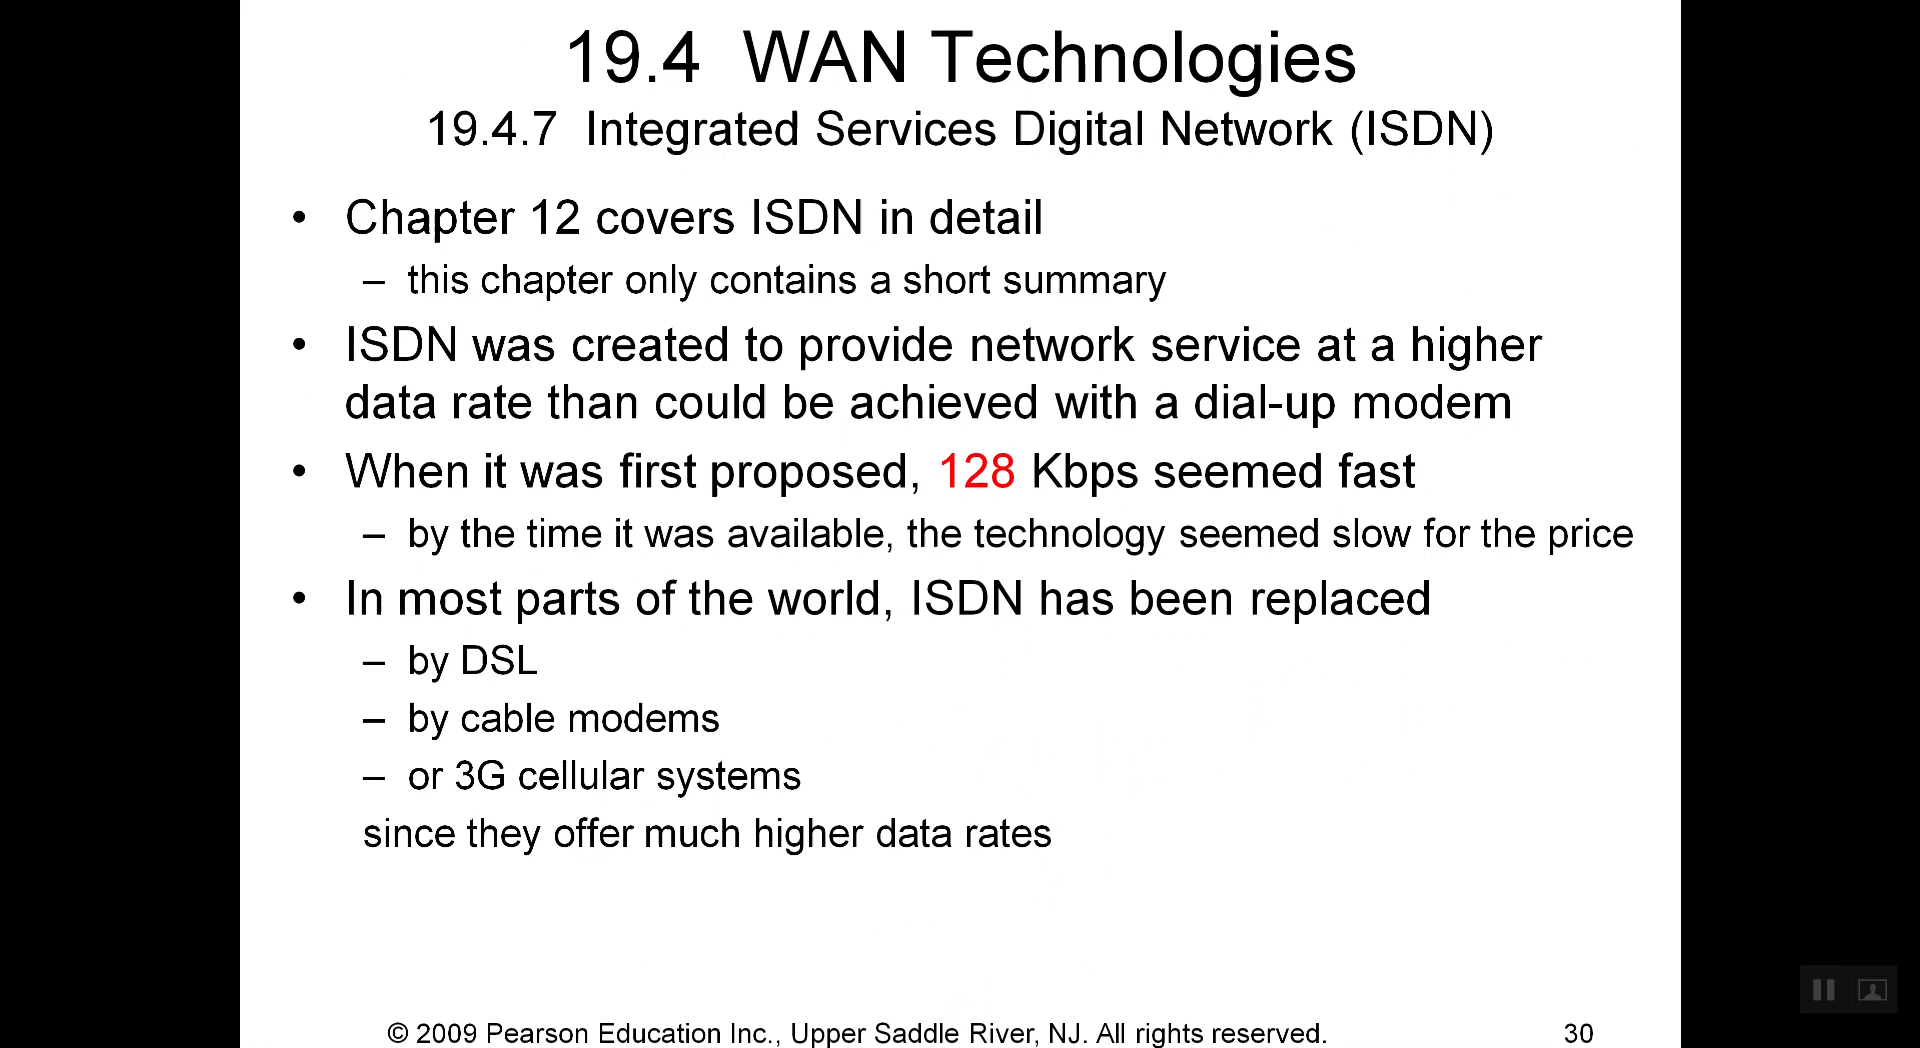 19.4 WAN Technologies
19.4.7 Integrated Services Digital Network (ISDN)
• Chapter 12 covers ISDN in detail
– this chapter only contains a short summary
• ISDN was created to provide network service at a higher
data rate than could be achieved with a dial-up modem
• When it was first proposed, 128 Kbps seemed fast
– by the time it was available, the technology seemed slow for the price
• In most parts of the world, ISDN has been replaced
– by DSL
– by cable modems
– or 3G cellular systems
since they offer much higher data rates
© 2009 Pearson Education Inc., Upper Saddle River, NJ. All rights reserved.
30